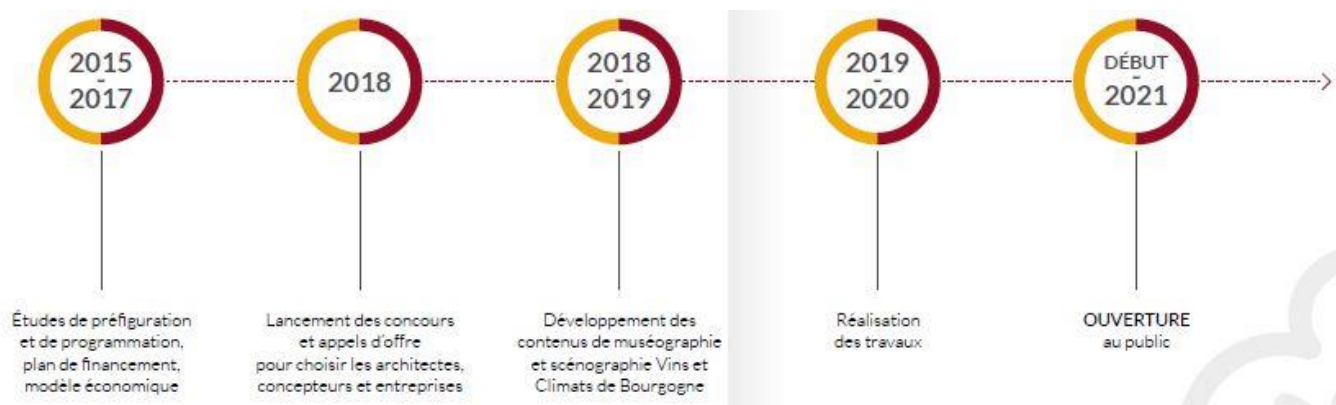 2015
-
2017
2018
2018
-
2019
2019
-
2020
DÉBUT
-
2021
Études de préfiguration
et de programmation,
plan de financement,
modèle économique
Lancement des concours
et appels d'offre
pour choisir les architectes,
concepteurs et entreprises
Développement des
contenus de muséographie
et scénographie Vins et
Climats de Bourgogne
Réalisation
des travaux
OUVERTURE
au public